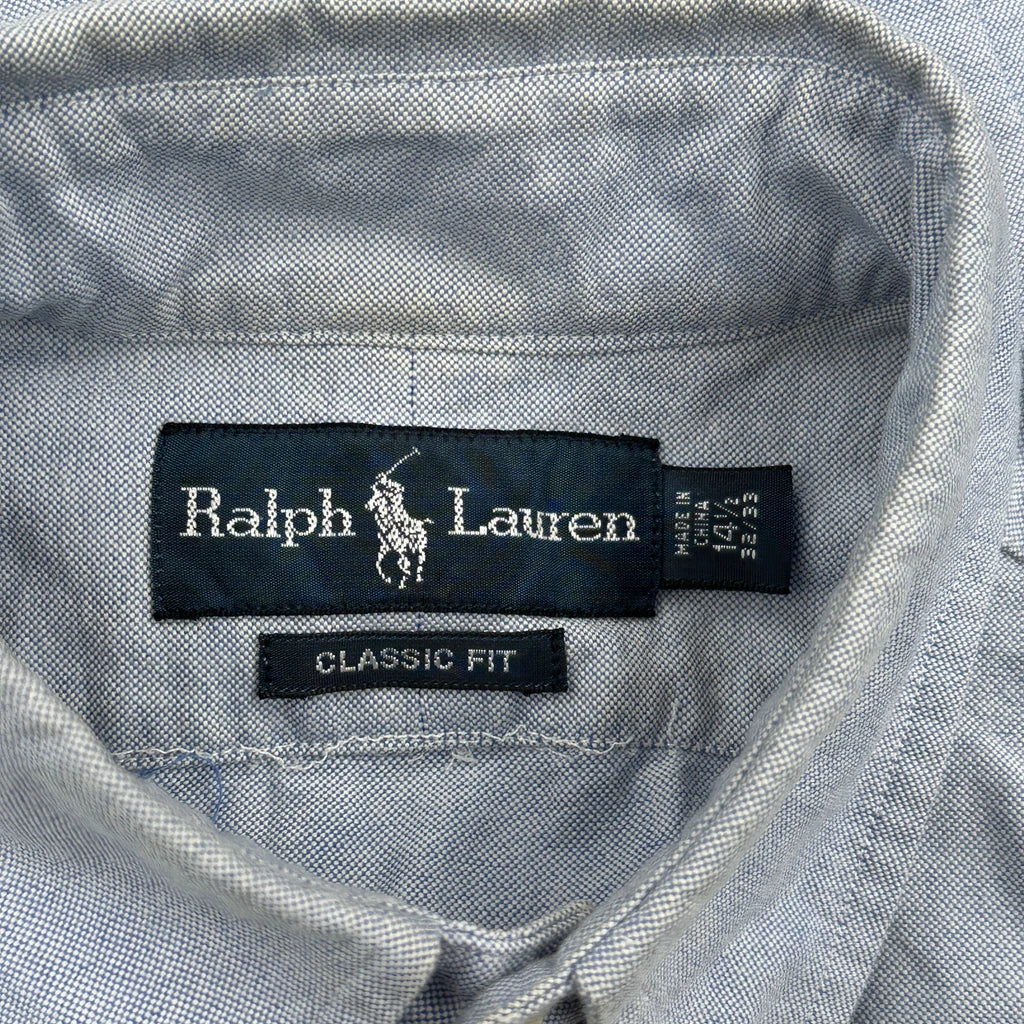 Ralph Lauren
MADE IN
CHINA
14½
32/33
CLASSIC FIT